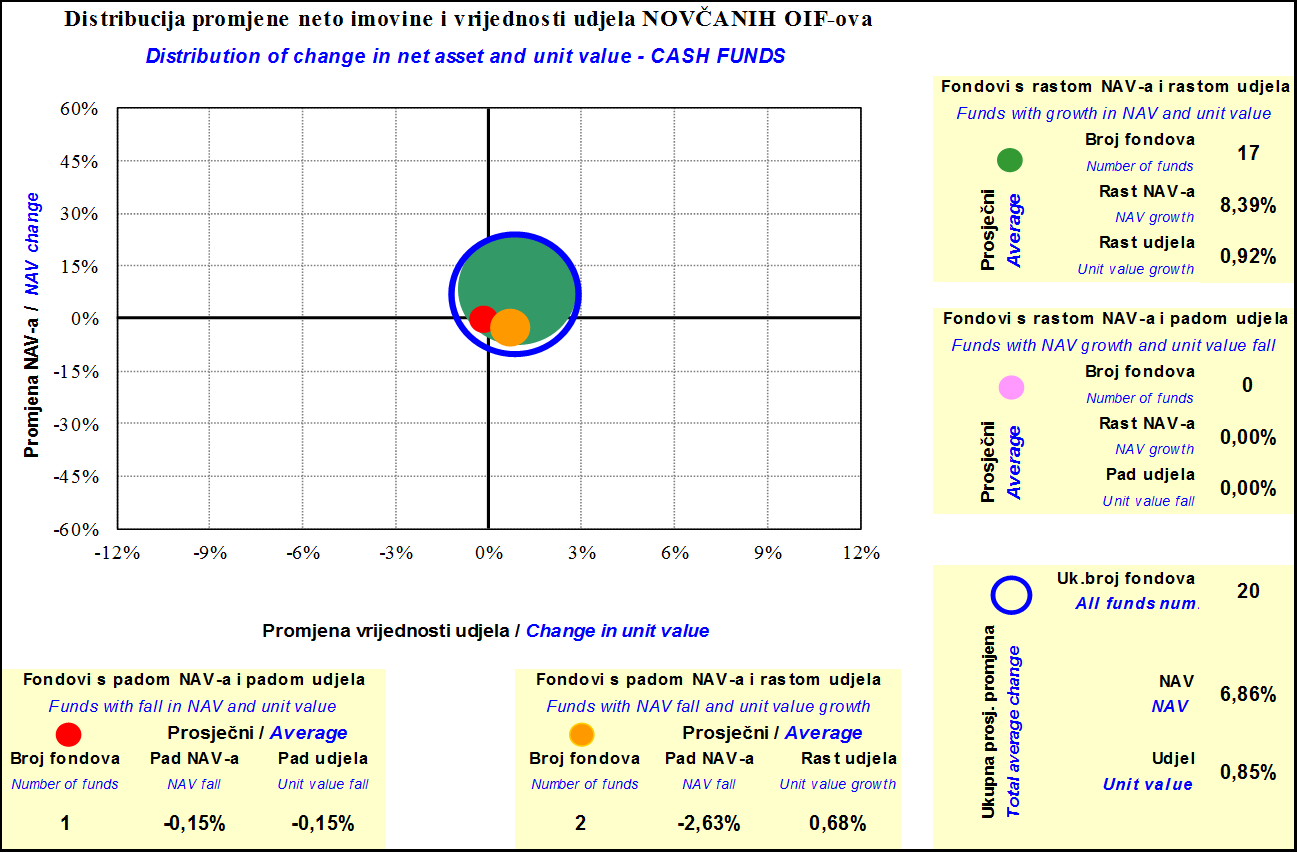 Distribucija promjene neto imovine i vrijednosti udjela NOVČANIH OIF-ova
Distribution of change in net asset and unit value - CASH FUNDS
60%
45%
30%
15%
0%
-15%
-30%
-45%
-60%
-12%
-9%
-6%
-3%
0%
3%
6%
9%
12%
Promjena NAV-a / NAV change
Promjena vrijednosti udjela / Change in unit value
Fondovi s rastom NAV-a i rastom udjela
Funds with growth in NAV and unit value
Broj fondova
Number of funds
17
Prosječni
Average
Rast NAV-a
NAV growth
8,39%
Rast udjela
Unit value growth
0,92%
Fondovi s rastom NAV-a i padom udjela
Funds with NAV growth and unit value fall
Broj fondova
Number of funds
0
Prosječni
Average
Rast NAV-a
NAV growth
0,00%
Pad udjela
Unit value fall
0,00%
Uk.broj fondova
All funds num.
20
Ukupna prosj. promjena
Total average change
NAV
NAV
6,86%
Udjel
Unit value
0,85%
Fondovi s padom NAV-a i padom udjela
Funds with fall in NAV and unit value
Prosječni / Average
Broj fondova
Number of funds
Pad NAV-a
NAV fall
Pad udjela
Unit value fall
1
-0,15%
-0,15%
Fondovi s padom NAV-a i rastom udjela
Funds with NAV fall and unit value growth
Prosječni / Average
Broj fondova
Number of funds
Pad NAV-a
NAV fall
Rast udjela
Unit value growth
2
-2,63%
0,68%